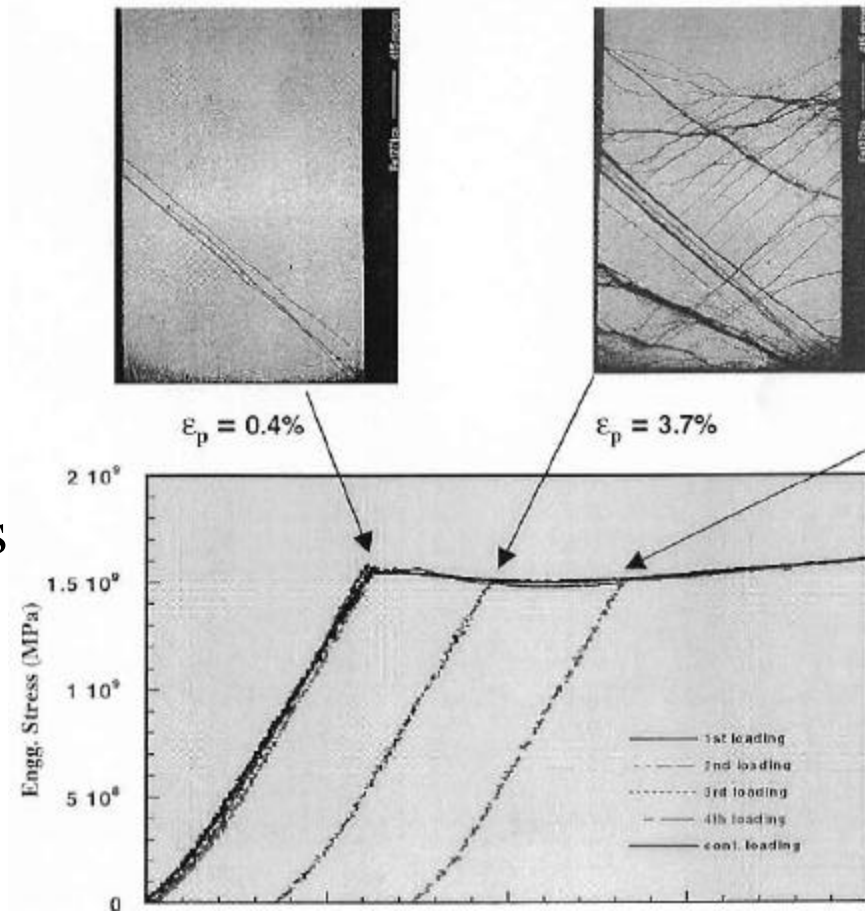 εp = 0.4%
εp = 3.7%
s
2 10⁹
1.5 10⁹
1 10⁹
5 10⁸
0
Engg. Stress (MPa)
1st loading
2nd loading
3rd loading
4th loading
cont. loading